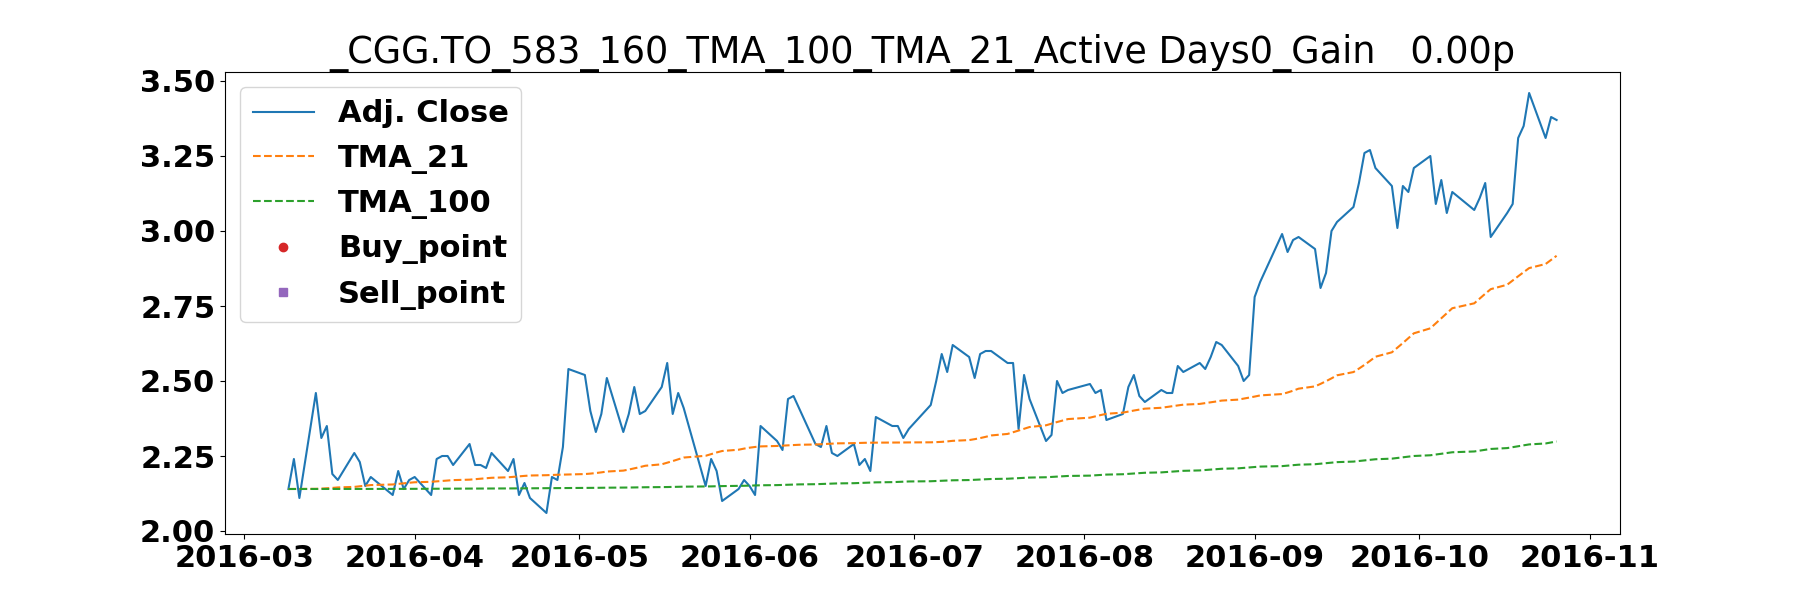 _CGG.TO_583_160_TMA_100_TMA_21_Active Days0_Gain   0.00p
3.50
3.25
3.00
2.75
2.50
2.25
2.00
Adj. Close
TMA_21
TMA_100
Buy_point
Sell_point
2016-03 2016-04 2016-05 2016-06 2016-07 2016-08 2016-09 2016-10 2016-11